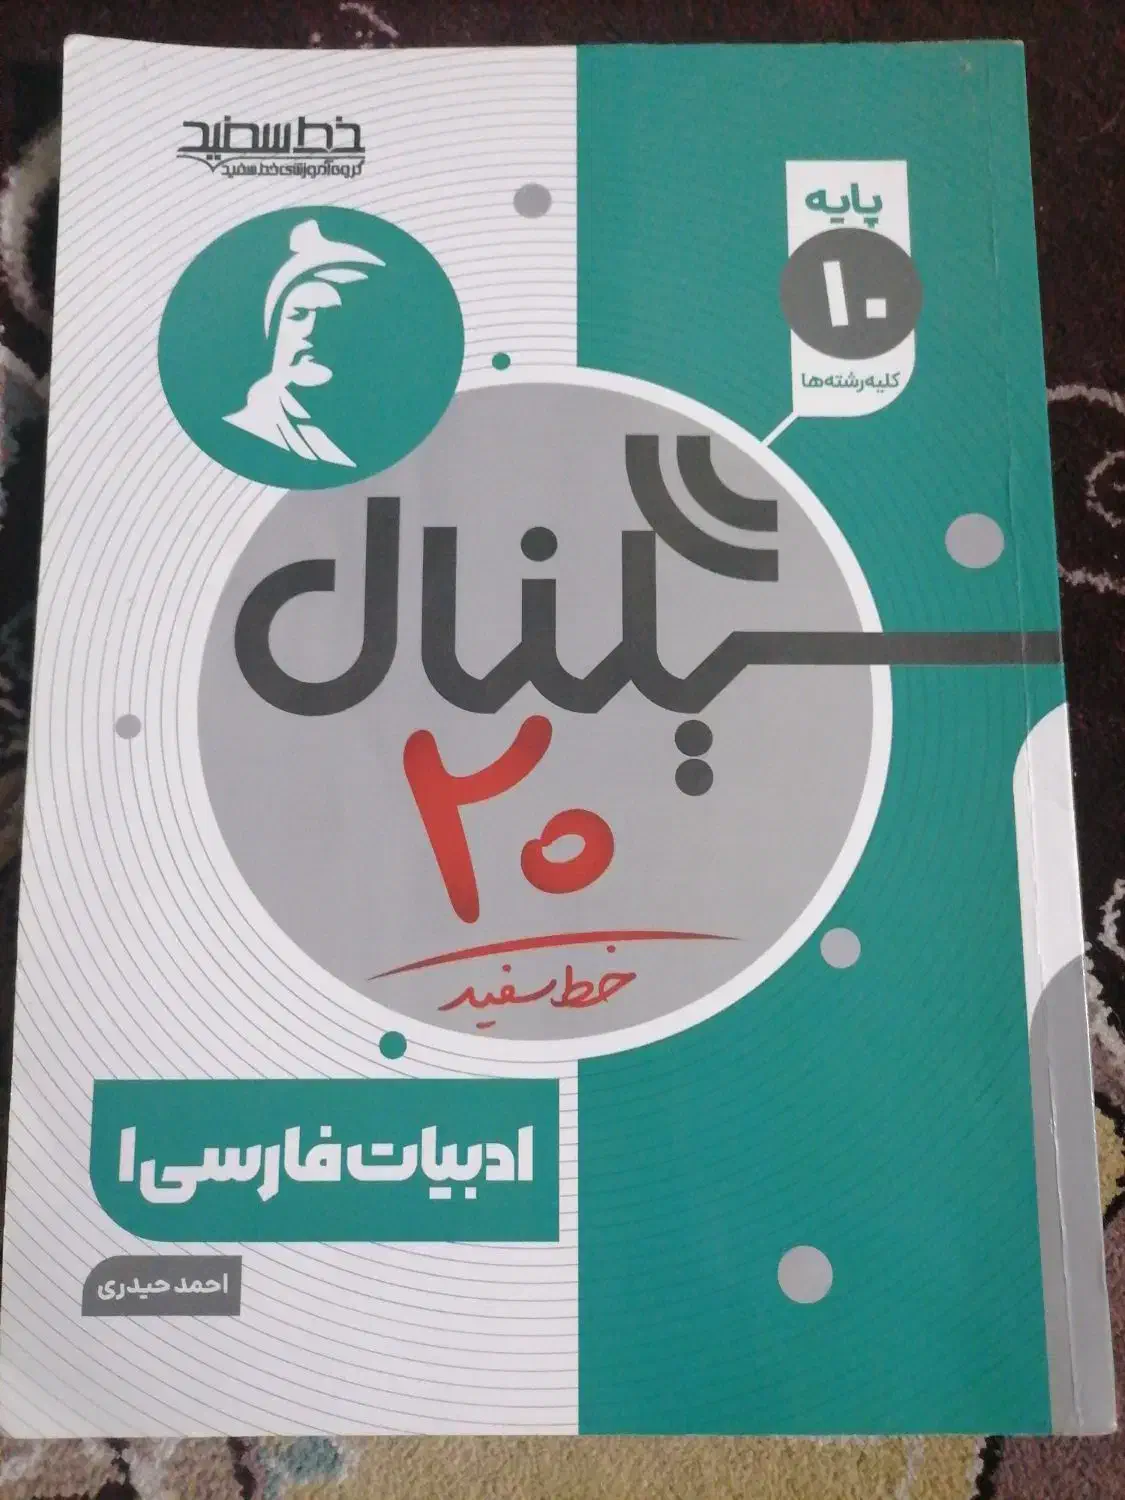 خط سفید
گروه آموزشی خط سفید
پایه
۱۰
کلیه رشته‌ها
سیگنال
۲۰
خط سفید
ادبیات فارسی ۱
احمد حیدری